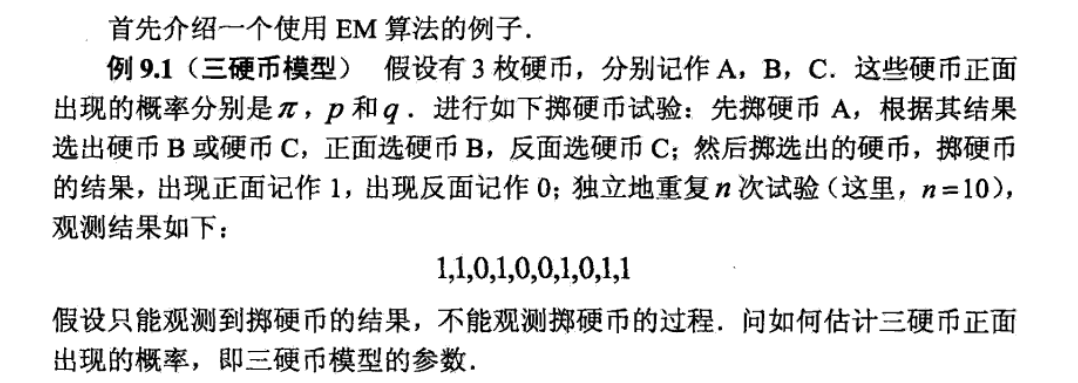 首先介绍一个使用 EM 算法的例子.
例 9.1（三硬币模型） 假设有 3 枚硬币，分别记作 A，B，C. 这些硬币正面
出现的概率分别是 π，p 和 q. 进行如下掷硬币试验：先掷硬币 A，根据其结果
选出硬币 B 或硬币 C，正面选硬币 B，反面选硬币 C；然后掷选出的硬币，掷硬币
的结果，出现正面记作 1，出现反面记作 0；独立地重复 n 次试验（这里，n=10），
观测结果如下：
1,1,0,1,0,0,1,0,1,1
假设只能观测到掷硬币的结果，不能观测掷硬币的过程. 问如何估计三硬币正面
出现的概率，即三硬币模型的参数.